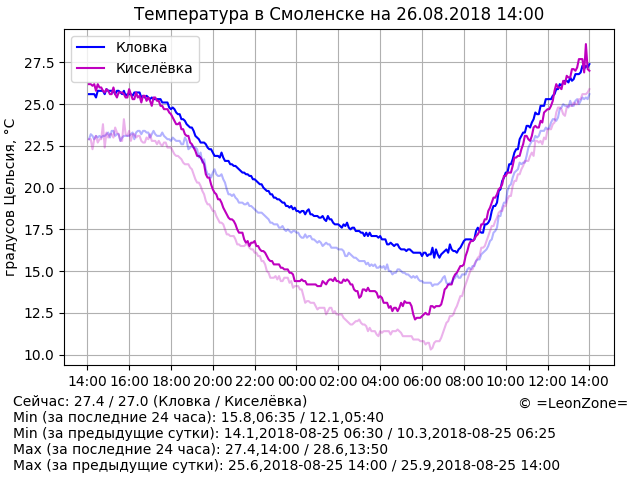 Температура в Смоленске на 26.08.2018 14:00
Кловка
Киселёвка
градусов Цельсия, °C
27.5
25.0
22.5
20.0
17.5
15.0
12.5
10.0
14:00 16:00 18:00 20:00 22:00 00:00 02:00 04:00 06:00 08:00 10:00 12:00 14:00
Сейчас: 27.4 / 27.0 (Кловка / Киселёвка)
© =LeonZone=
Min (за последние 24 часа): 15.8,06:35 / 12.1,05:40
Min (за предыдущие сутки): 14.1,2018-08-25 06:30 / 10.3,2018-08-25 06:25
Max (за последние 24 часа): 27.4,14:00 / 28.6,13:50
Max (за предыдущие сутки): 25.6,2018-08-25 14:00 / 25.9,2018-08-25 14:00